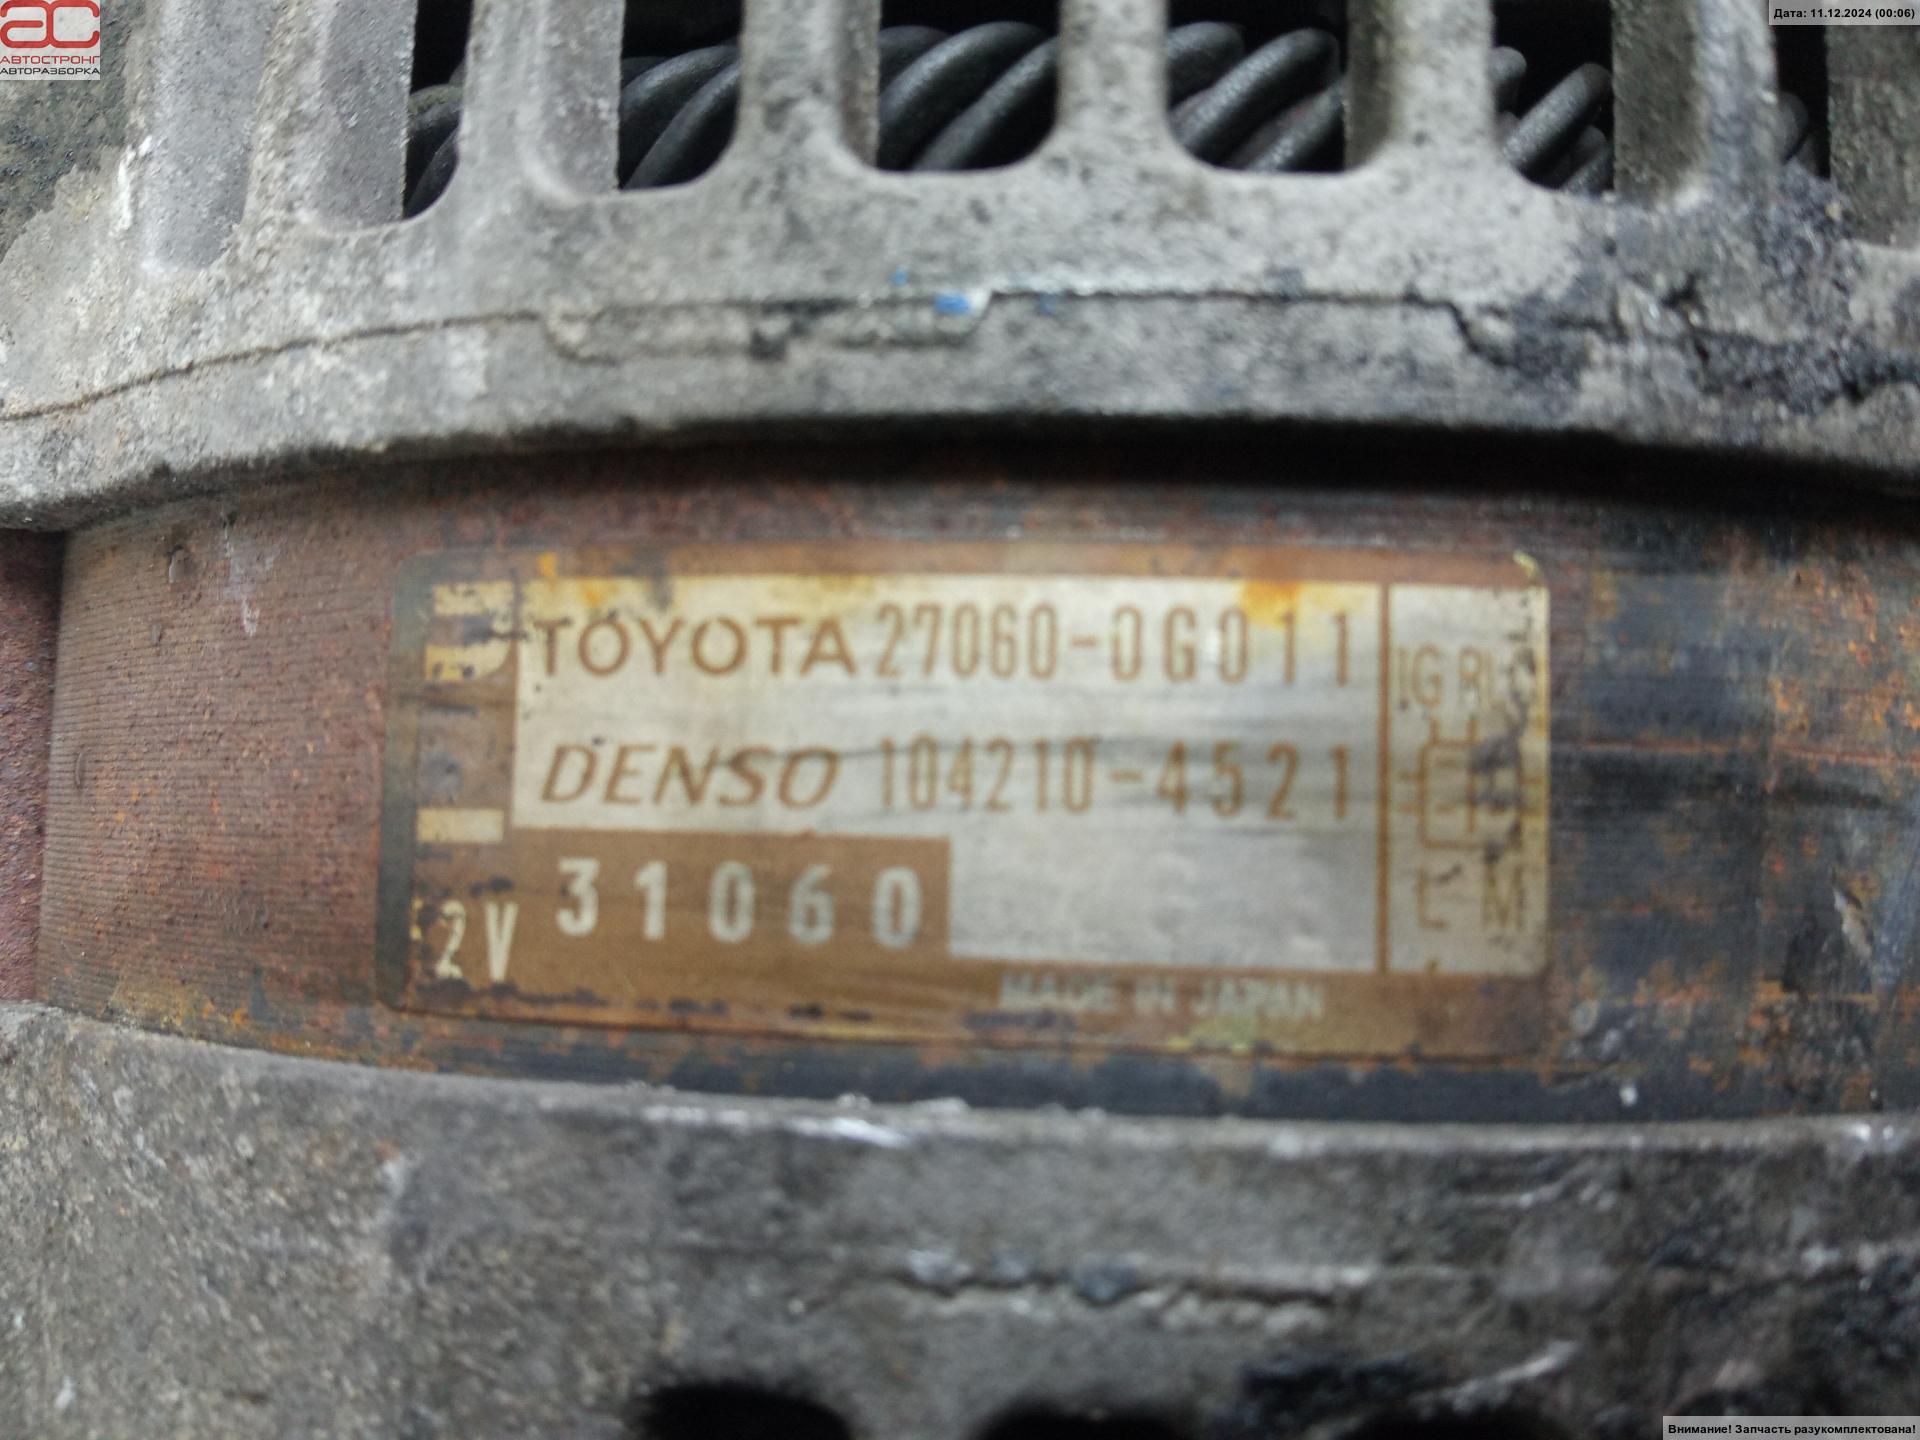 АС
АВТОСТРОНГ
АВТОРАЗБОРКА
Дата: 11.12.2024 (00:06)
TOYOTA 27060-0G011
DENSO 104210-4521
IG
L M
2V 31060
MADE IN JAPAN
Внимание! Запчасть разукомплектована!